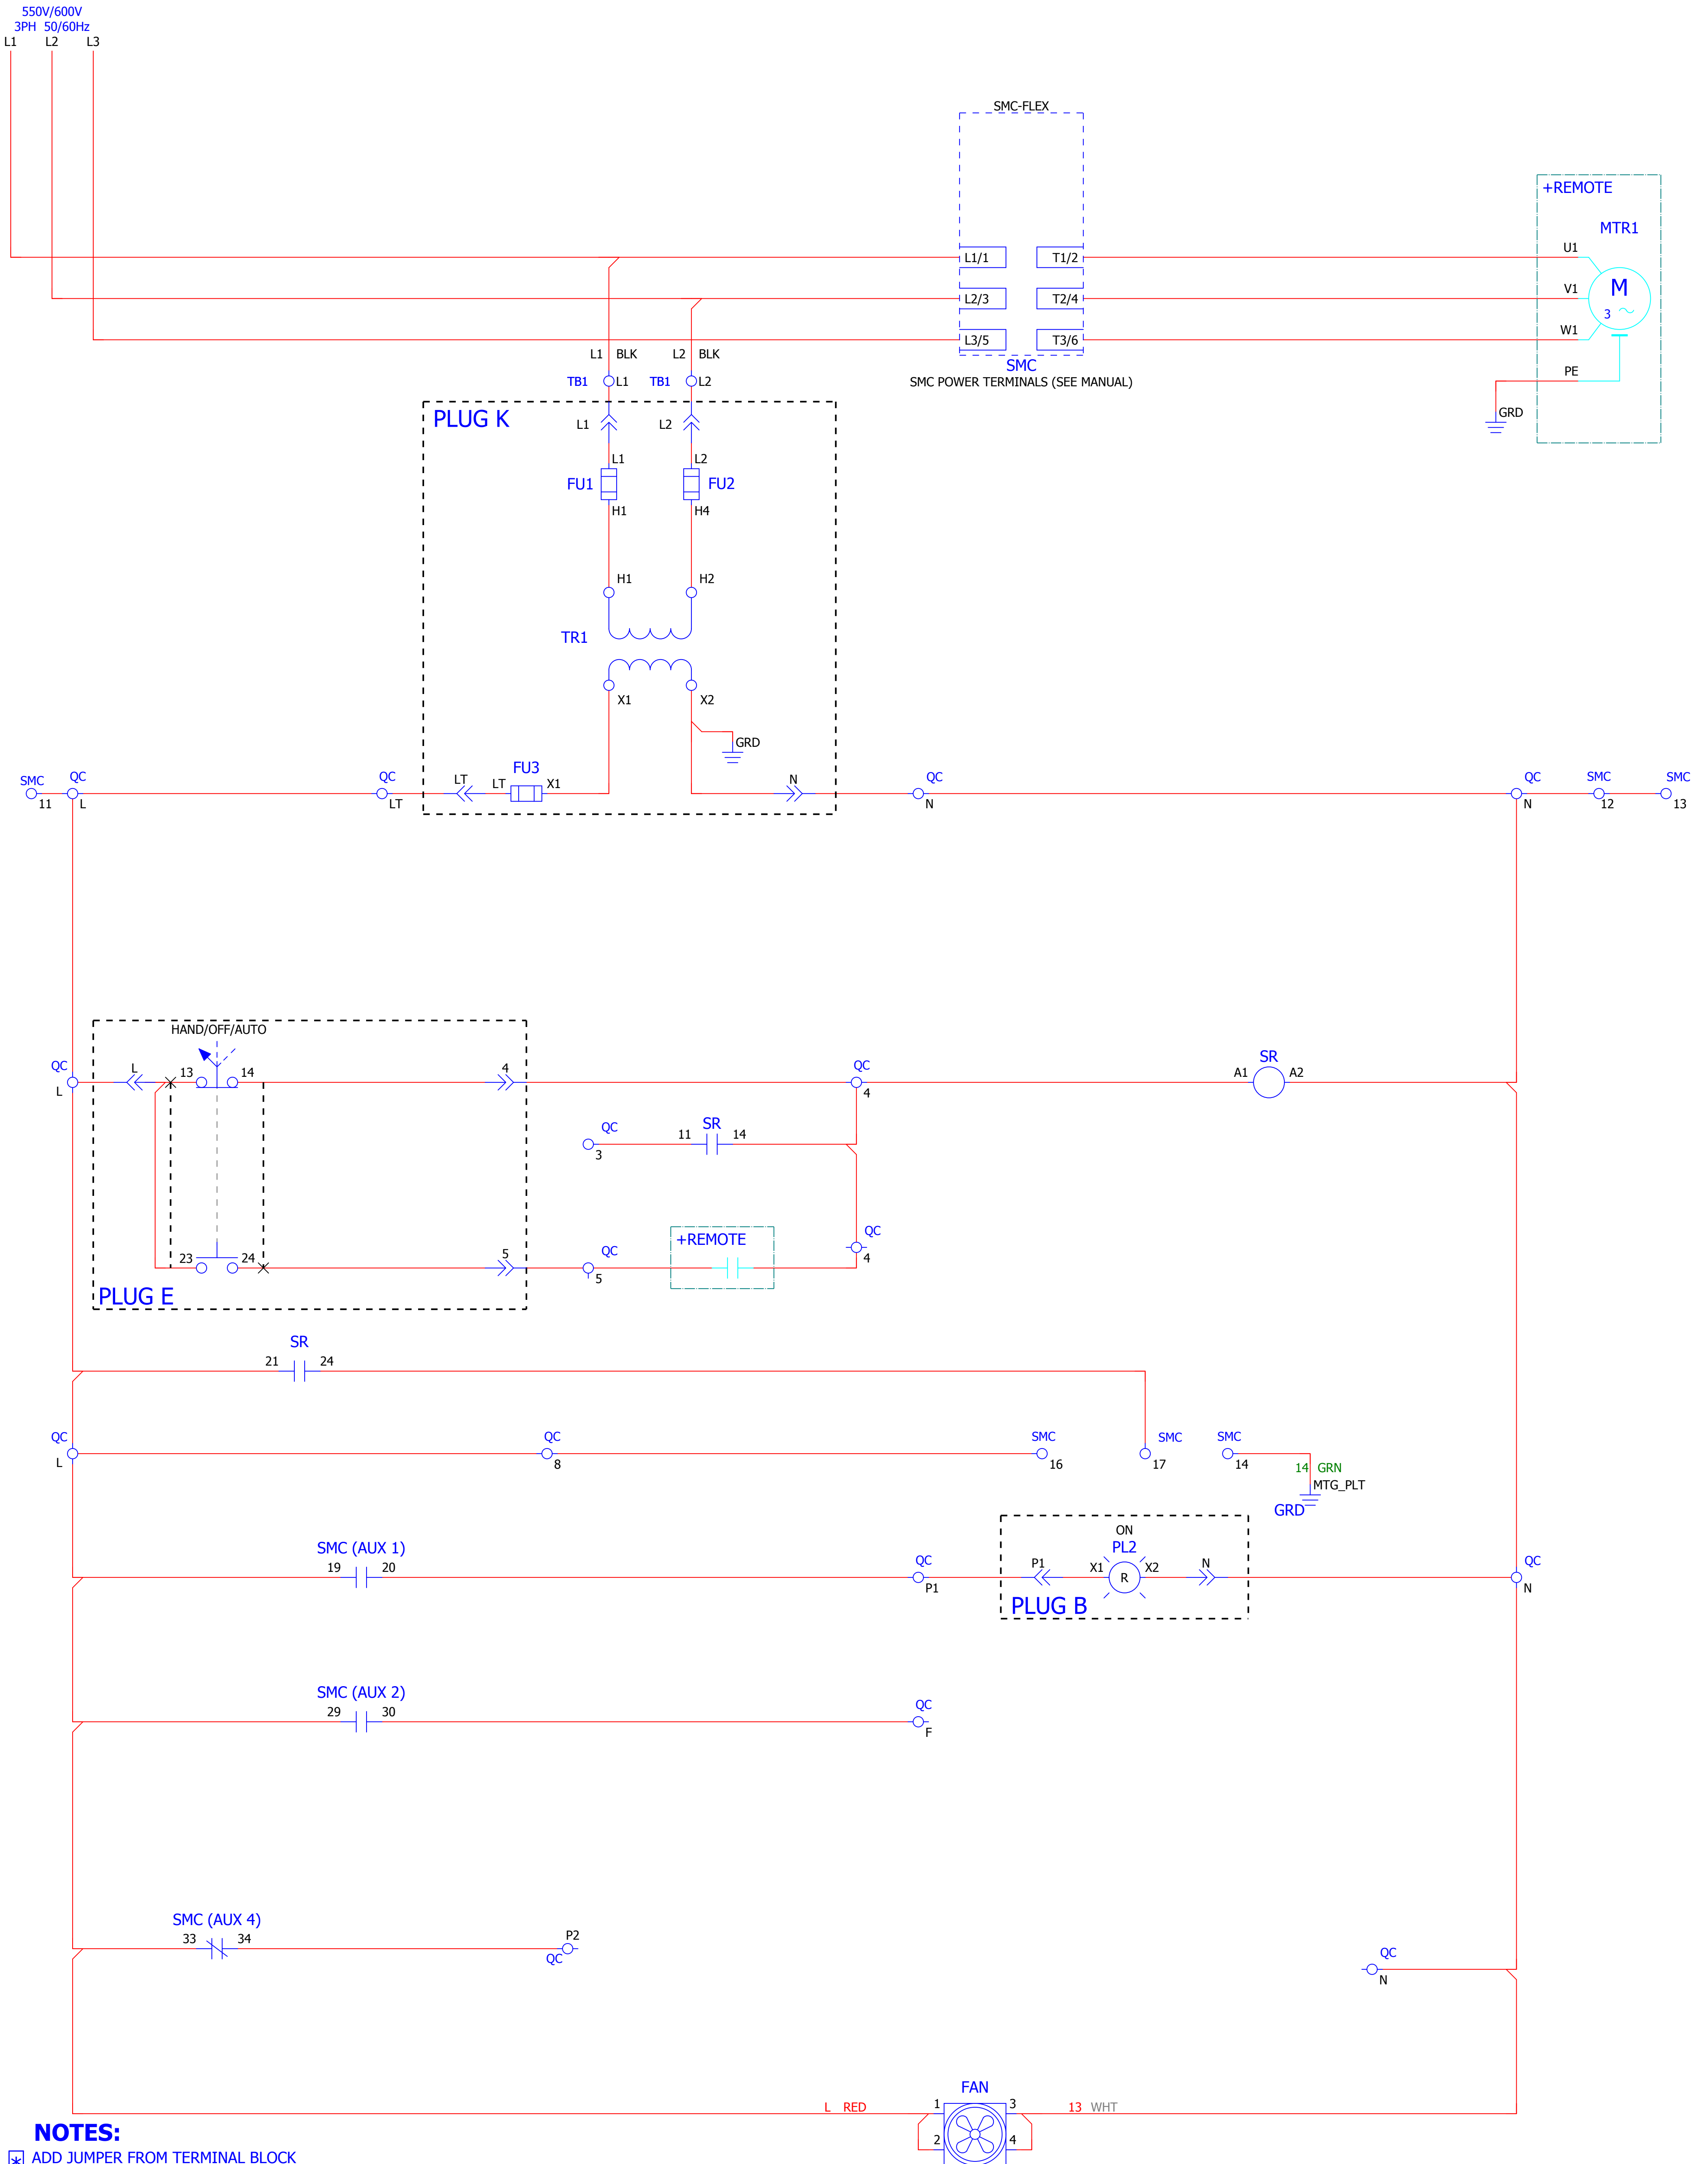 550V/600V
3PH 50/60Hz
L1 L2 L3
SMC-FLEX
+REMOTE
MTR1
U1
L1/1 T1/2
V1
M
3
L2/3 T2/4
W1
L3/5 T3/6
L1 BLK L2 BLK
SMC
SMC POWER TERMINALS (SEE MANUAL)
PE
TB1 L1 TB1 L2
GRD
PLUG K
L1 L2
L1 L2
FU1 FU2
H1 H4
H1 H2
TR1
X1 X2
GRD
SMC QC QC LT LT FU3 X1 N QC QC SMC SMC
11 L LT N N 12 13
HAND/OFF/AUTO
QC L 13 14 4 QC A1 SR A2
L 4
QC 11 SR 14
3
QC
4
+REMOTE
23 24 5 QC
5
PLUG E
SR
21 24
QC QC SMC SMC SMC
L 8 16 17 14
14 GRN
MTG_PLT
GRD
ON
SMC (AUX 1) PL2
19 20 QC P1 X1 R X2 N QC
P1 N
PLUG B
SMC (AUX 2)
29 30 QC
F
SMC (AUX 4)
33 34 P2
QC
QC
N
FAN
L RED 1 3 13 WHT
2 4
NOTES:
* ADD JUMPER FROM TERMINAL BLOCK